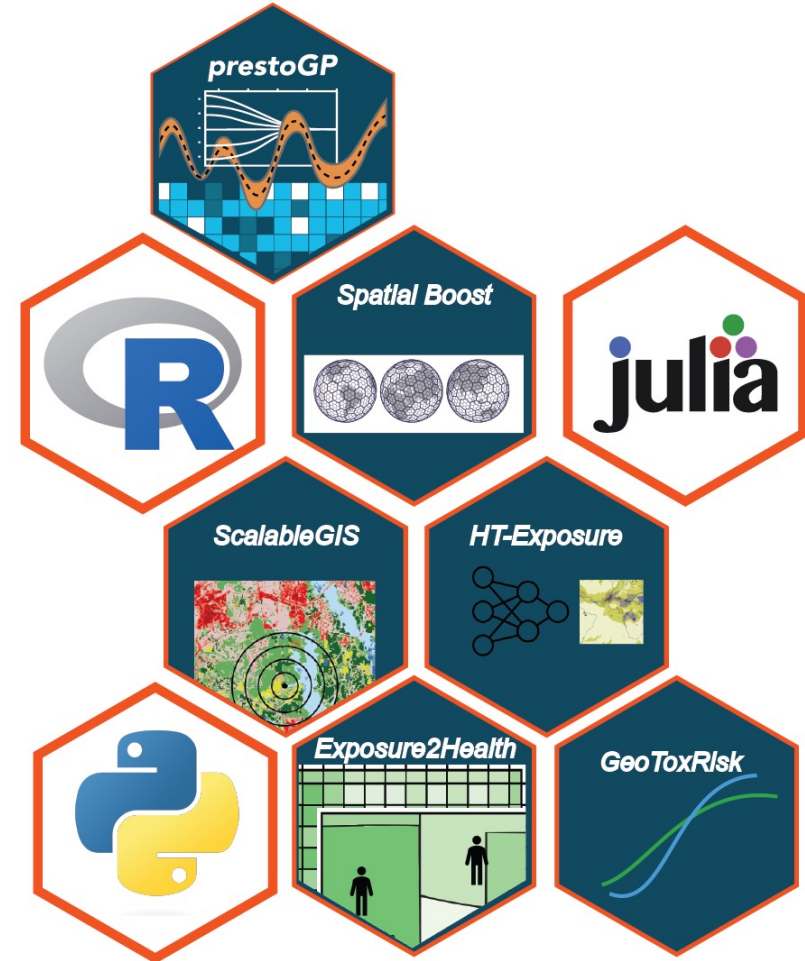 prestoGP
R
Spatial Boost
julia
ScalableGIS
HT-Exposure
Exposure2Health
GeoToxRisk